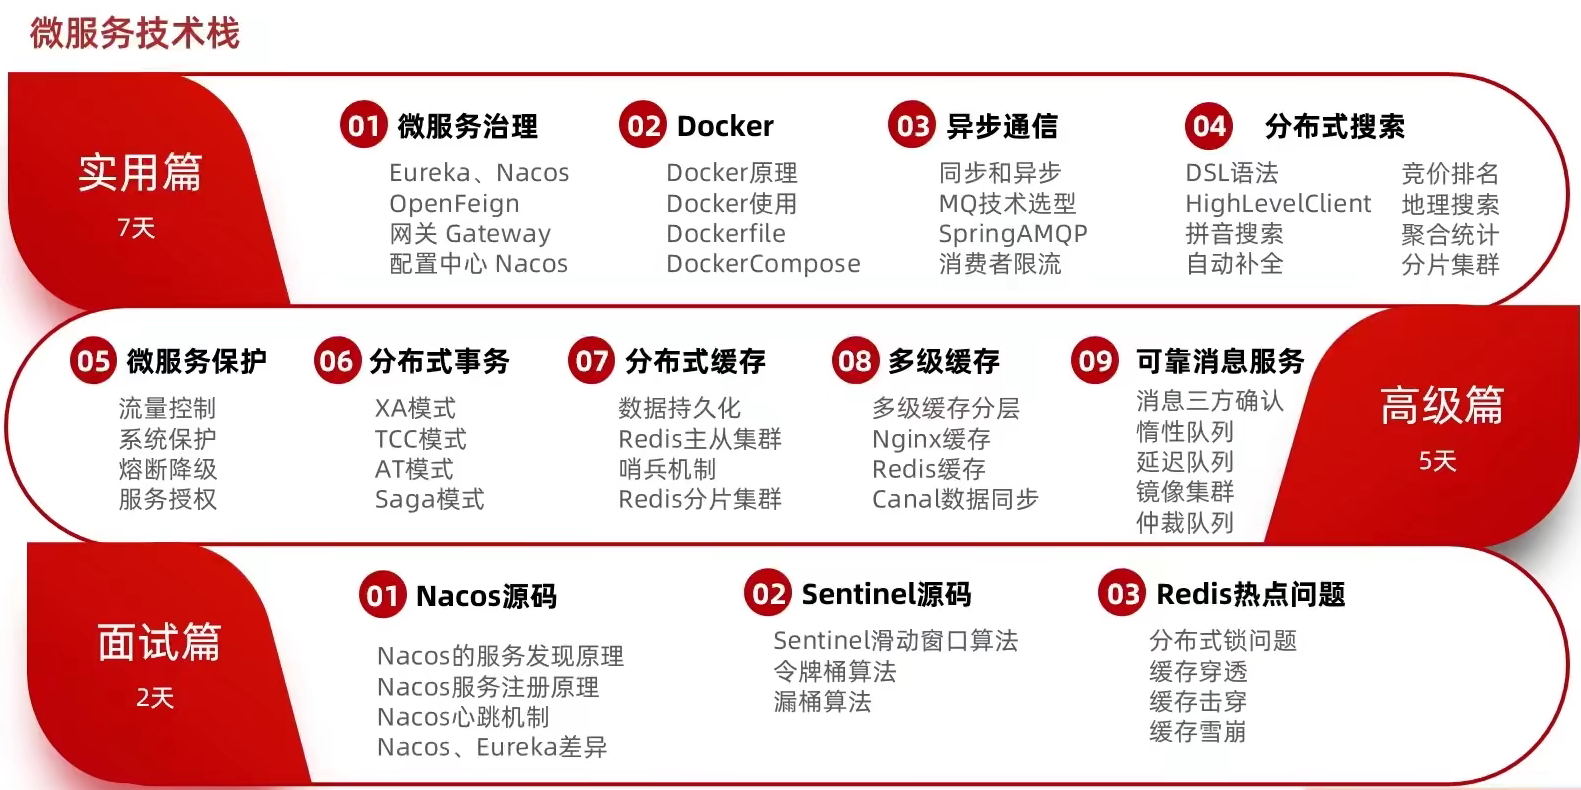 微服务技术栈
实用篇
7天
01 微服务治理
Eureka、Nacos
OpenFeign
网关 Gateway
配置中心 Nacos
02 Docker
Docker原理
Docker使用
Dockerfile
DockerCompose
03 异步通信
同步和异步
MQ技术选型
SpringAMQP
消费者限流
04 分布式搜索
DSL语法
HighLevelClient
拼音搜索
自动补全
竞价排名
地理搜索
聚合统计
分片集群
05 微服务保护
流量控制
系统保护
熔断降级
服务授权
06 分布式事务
XA模式
TCC模式
AT模式
Saga模式
07 分布式缓存
数据持久化
Redis主从集群
哨兵机制
Redis分片集群
08 多级缓存
多级缓存分层
Nginx缓存
Redis缓存
Canal数据同步
09 可靠消息服务
消息三方确认
惰性队列
延迟队列
镜像集群
仲裁队列
高级篇
5天
面试篇
2天
01 Nacos源码
Nacos的服务发现原理
Nacos服务注册原理
Nacos心跳机制
Nacos、Eureka差异
02 Sentinel源码
Sentinel滑动窗口算法
令牌桶算法
漏桶算法
03 Redis热点问题
分布式锁问题
缓存穿透
缓存击穿
缓存雪崩